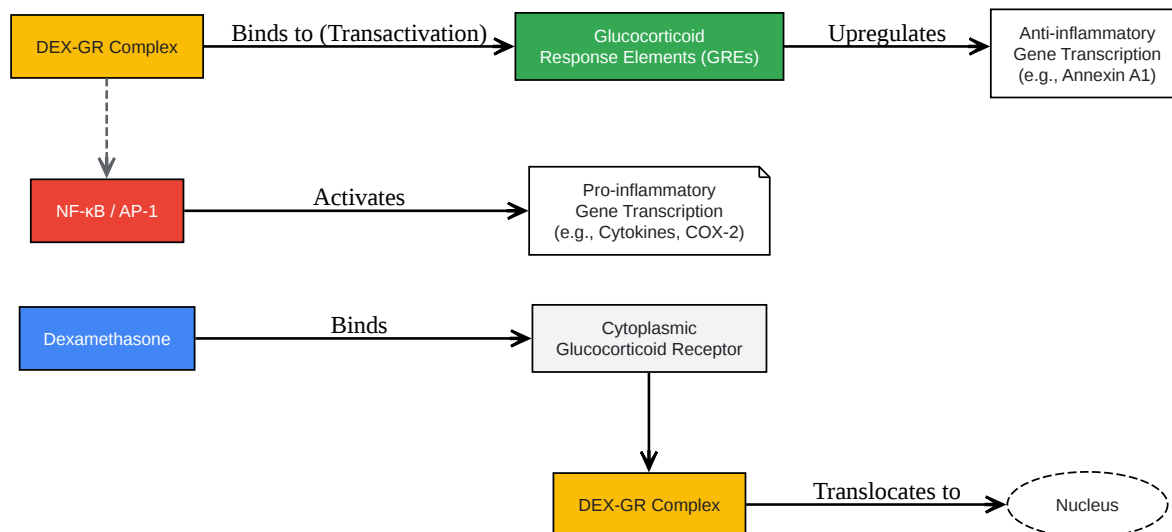 DEX-GR Complex
Binds to (Transactivation)
Glucocorticoid
Response Elements (GREs)
Upregulates
Anti-inflammatory
Gene Transcription
(e.g., Annexin A1)
NF-κB / AP-1
Activates
Pro-inflammatory
Gene Transcription
(e.g., Cytokines, COX-2)
Dexamethasone
Binds
Cytoplasmic
Glucocorticoid Receptor
DEX-GR Complex
Translocates to
Nucleus